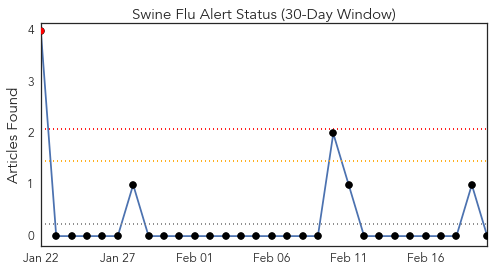 Swine Flu Alert Status (30-Day Window)
Articles Found
4
3
2
1
0
Jan 22 Jan 27 Feb 01 Feb 06 Feb 11 Feb 16